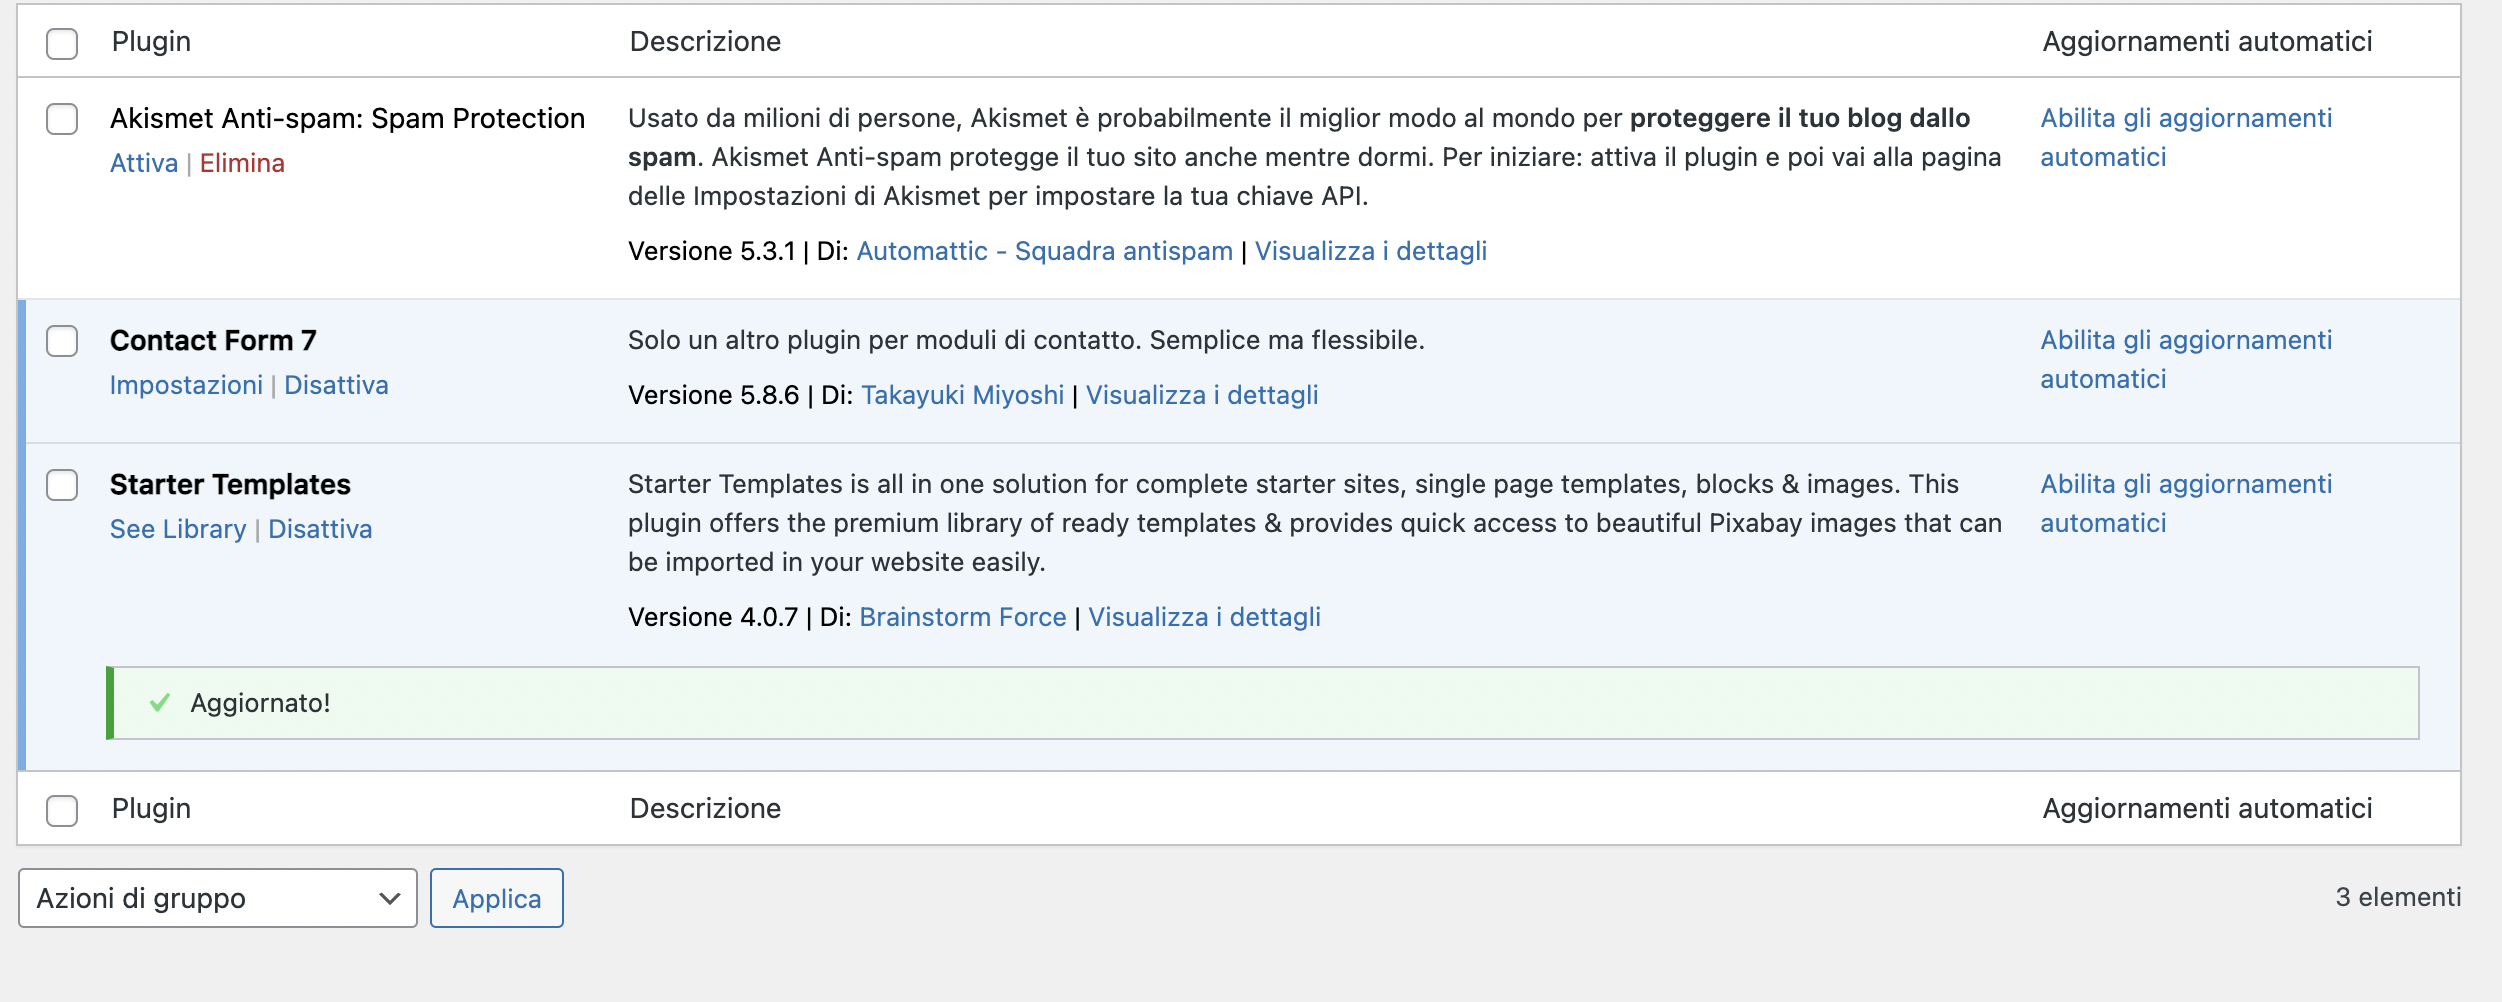 Plugin Descrizione Aggiornamenti automatici
Akismet Anti-spam: Spam Protection
Attiva | Elimina
Usato da milioni di persone, Akismet è probabilmente il miglior modo al mondo per proteggere il tuo blog dallo
spam. Akismet Anti-spam protegge il tuo sito anche mentre dormi. Per iniziare: attiva il plugin e poi vai alla pagina
delle Impostazioni di Akismet per impostare la tua chiave API.
Versione 5.3.1 | Di: Automattic - Squadra antispam | Visualizza i dettagli
Abilita gli aggiornamenti
automatici
Contact Form 7
Impostazioni | Disattiva
Solo un altro plugin per moduli di contatto. Semplice ma flessibile.
Versione 5.8.6 | Di: Takayuki Miyoshi | Visualizza i dettagli
Abilita gli aggiornamenti
automatici
Starter Templates
See Library | Disattiva
Starter Templates is all in one solution for complete starter sites, single page templates, blocks & images. This
plugin offers the premium library of ready templates & provides quick access to beautiful Pixabay images that can
be imported in your website easily.
Versione 4.0.7 | Di: Brainstorm Force | Visualizza i dettagli
Abilita gli aggiornamenti
automatici
Aggiornato!
Plugin Descrizione Aggiornamenti automatici
Azioni di gruppo Applica 3 elementi